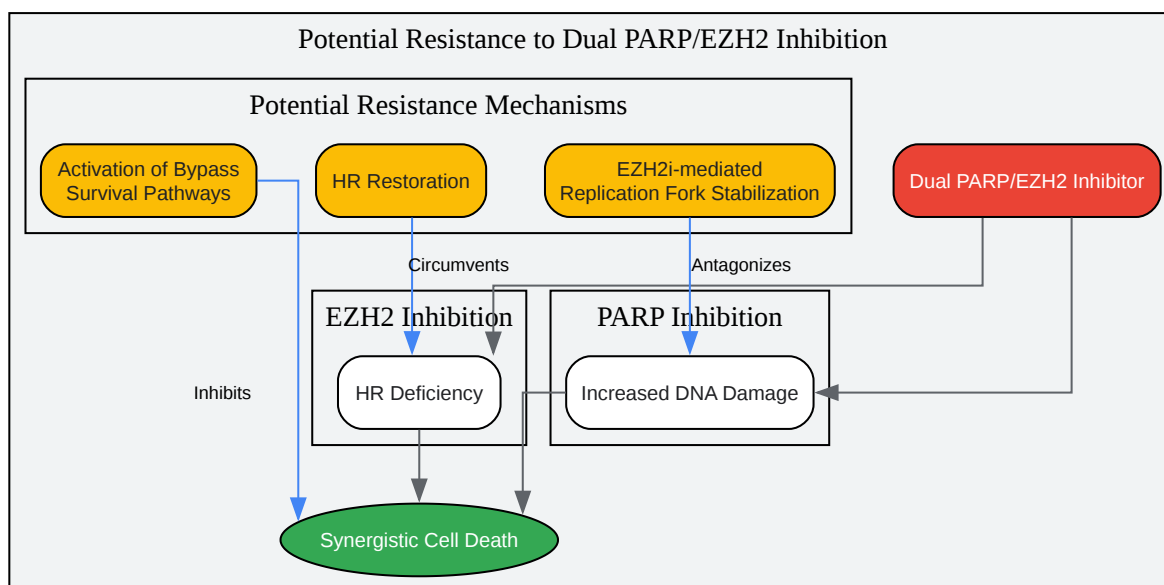 Potential Resistance to Dual PARP/EZH2 Inhibition
Potential Resistance Mechanisms
Activation of Bypass
Survival Pathways
HR Restoration
EZH2i-mediated
Replication Fork Stabilization
Dual PARP/EZH2 Inhibitor
Circumvents
Antagonizes
EZH2 Inhibition
PARP Inhibition
Inhibits
HR Deficiency
Increased DNA Damage
Synergistic Cell Death